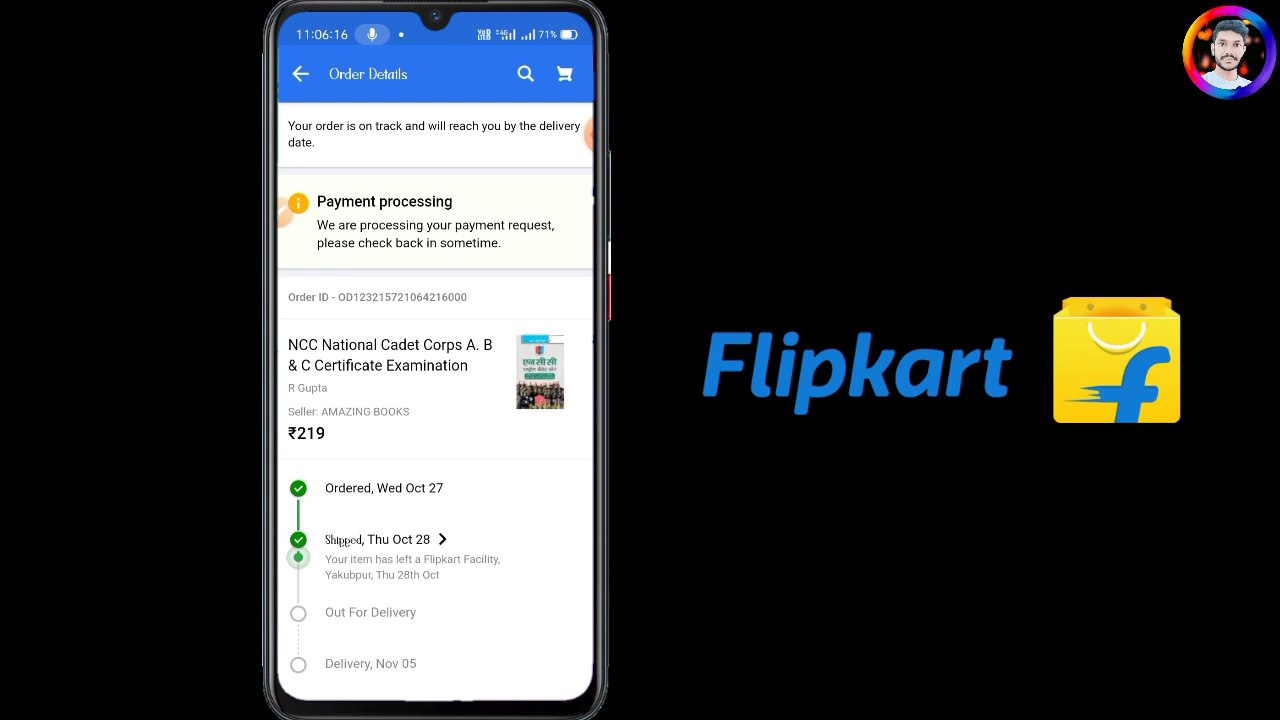 11:06:16
71%
Order Details
Your order is on track and will reach you by the delivery
date.
Payment processing
We are processing your payment request,
please check back in sometime.
Order ID - OD123215721064216000
NCC National Cadet Corps A. B
& C Certificate Examination
R Gupta
Seller: AMAZING BOOKS
₹219
एन सी सी
Ordered, Wed Oct 27
Shipped, Thu Oct 28
Your item has left a Flipkart Facility,
Yakubpur, Thu 28th Oct
Out For Delivery
Delivery, Nov 05
Flipkart
f